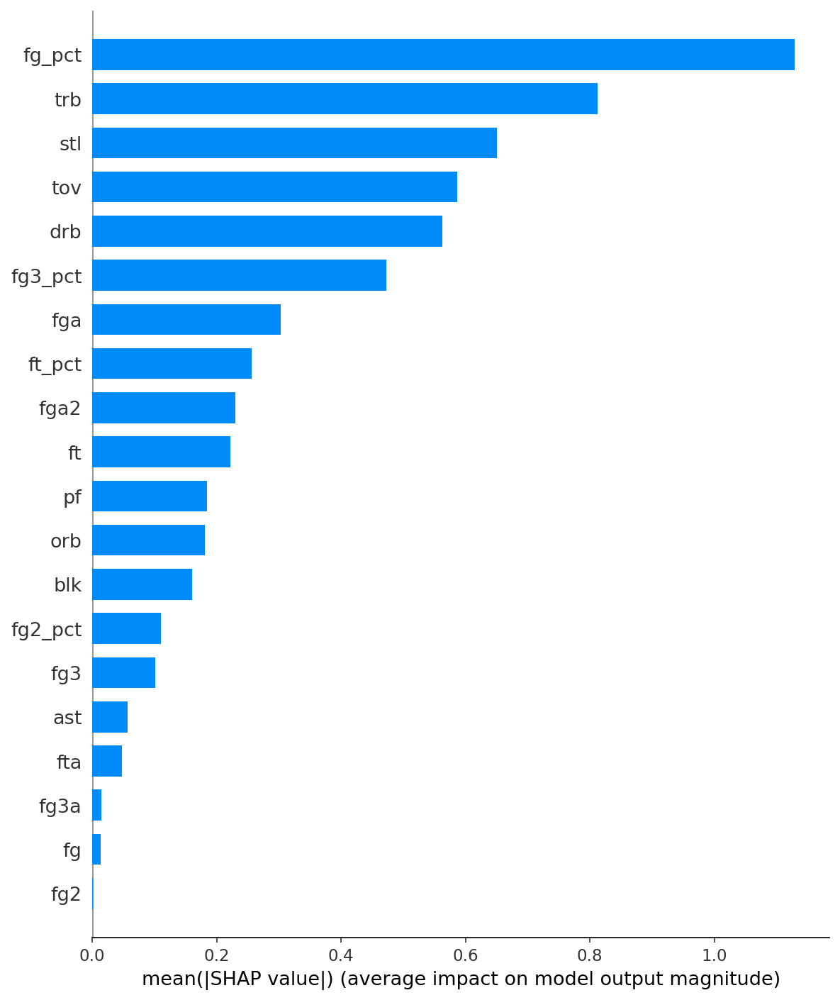 fg_pct
trb
stl
tov
drb
fg3_pct
fga
ft_pct
fga2
ft
pf
orb
blk
fg2_pct
fg3
ast
fta
fg3a
fg
fg2
0.0 0.2 0.4 0.6 0.8 1.0
mean(|SHAP value|) (average impact on model output magnitude)